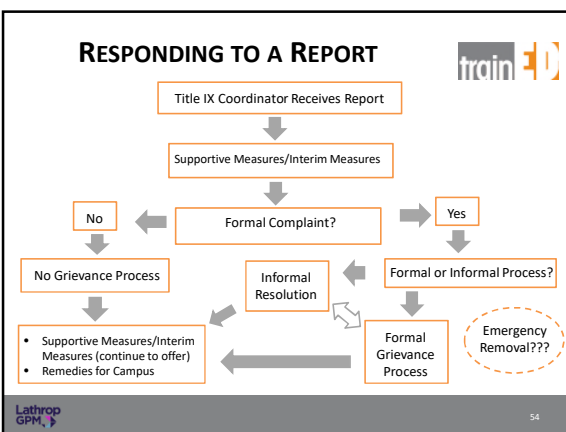 RESPONDING TO A REPORT
trainED
Title IX Coordinator Receives Report
Supportive Measures/Interim Measures
No
Formal Complaint?
Yes
No Grievance Process
Informal
Resolution
Formal or Informal Process?
• Supportive Measures/Interim
Measures (continue to offer)
• Remedies for Campus
Formal
Grievance
Process
Emergency
Removal???
Lathrop
GPM
54